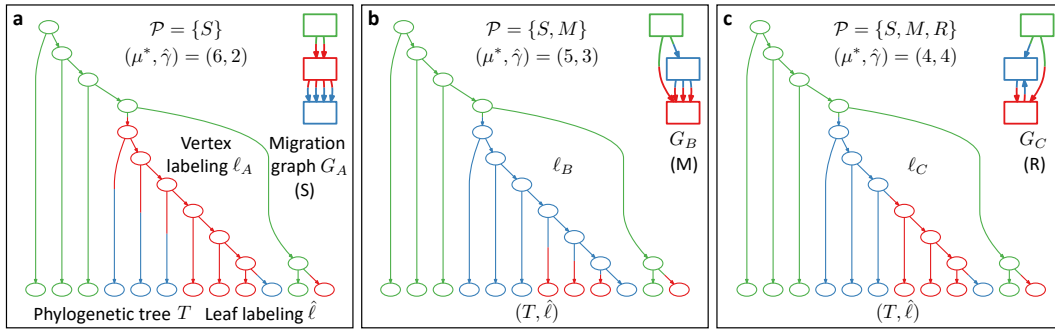 a
𝒫 = {S}
(μ*, γ̂) = (6, 2)
Vertex
labeling ℓ_A
Migration
graph G_A
(S)
Phylogenetic tree T
Leaf labeling ℓ̂
b
𝒫 = {S, M}
(μ*, γ̂) = (5, 3)
G_B
(M)
ℓ_B
(T, ℓ̂)
c
𝒫 = {S, M, R}
(μ*, γ̂) = (4, 4)
G_C
(R)
ℓ_C
(T, ℓ̂)